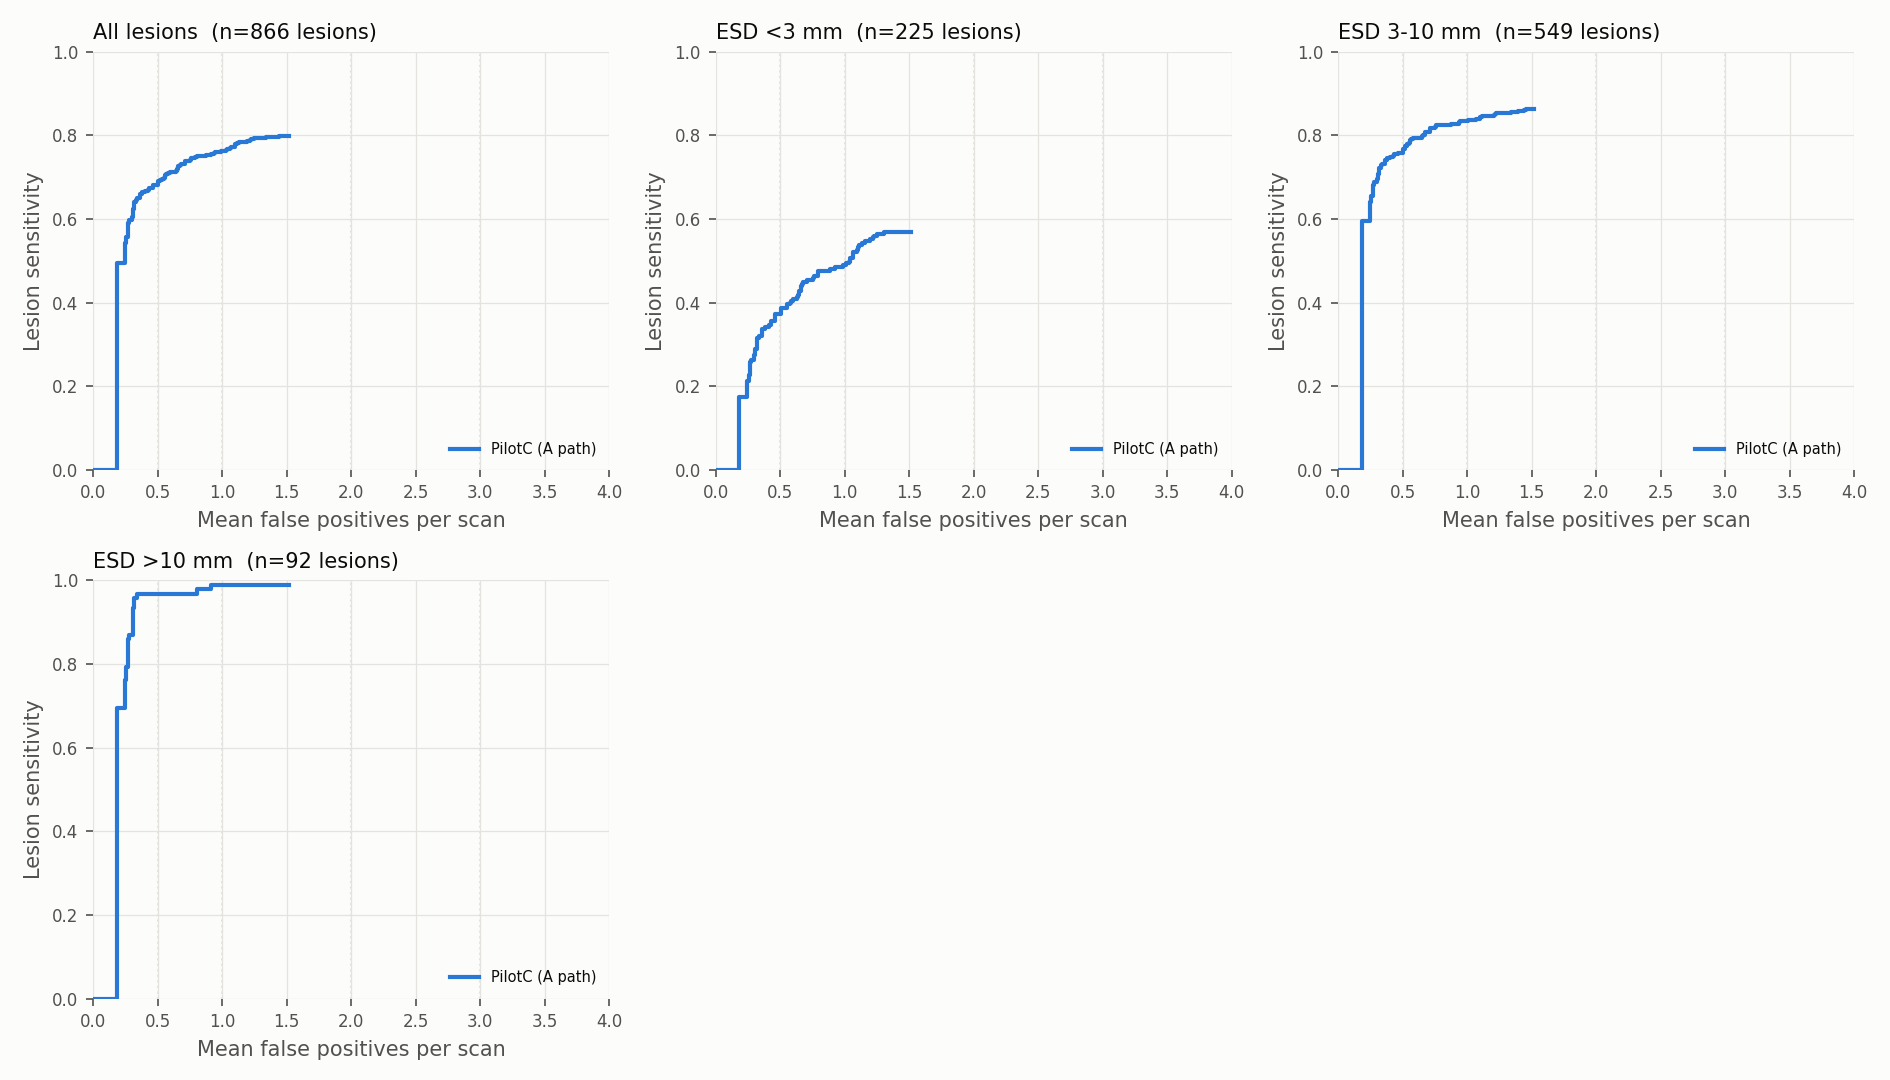 All lesions  (n=866 lesions)
1.0
0.8
0.6
0.4
0.2
0.0
Lesion sensitivity
PilotC (A path)
0.0 0.5 1.0 1.5 2.0 2.5 3.0 3.5 4.0
Mean false positives per scan
ESD <3 mm  (n=225 lesions)
1.0
0.8
0.6
0.4
0.2
0.0
Lesion sensitivity
PilotC (A path)
0.0 0.5 1.0 1.5 2.0 2.5 3.0 3.5 4.0
Mean false positives per scan
ESD 3-10 mm  (n=549 lesions)
1.0
0.8
0.6
0.4
0.2
0.0
Lesion sensitivity
PilotC (A path)
0.0 0.5 1.0 1.5 2.0 2.5 3.0 3.5 4.0
Mean false positives per scan
ESD >10 mm  (n=92 lesions)
1.0
0.8
0.6
0.4
0.2
0.0
Lesion sensitivity
PilotC (A path)
0.0 0.5 1.0 1.5 2.0 2.5 3.0 3.5 4.0
Mean false positives per scan